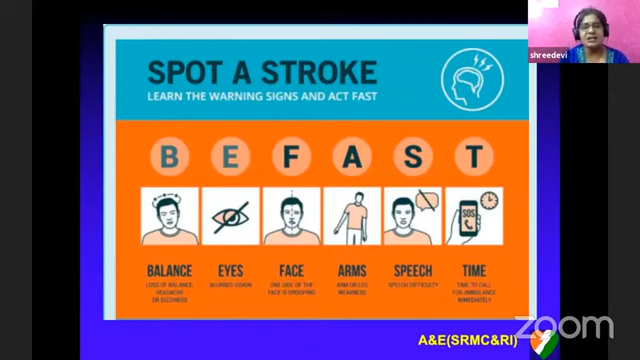 shreedevi
SPOT A STROKE
LEARN THE WARNING SIGNS AND ACT FAST
B E F A S T
SOS
BALANCE EYES FACE ARMS SPEECH TIME
LOSS OF BALANCE, BLURRED VISION ONE SIDE OF THE ARM OR LEG SPEECH DIFFICULTY TIME TO CALL
HEADACHE FACE IS DROOPING WEAKNESS FOR AMBULANCE
OR DIZZINESS IMMEDIATELY
A&E(SRMC&RI)
zoom